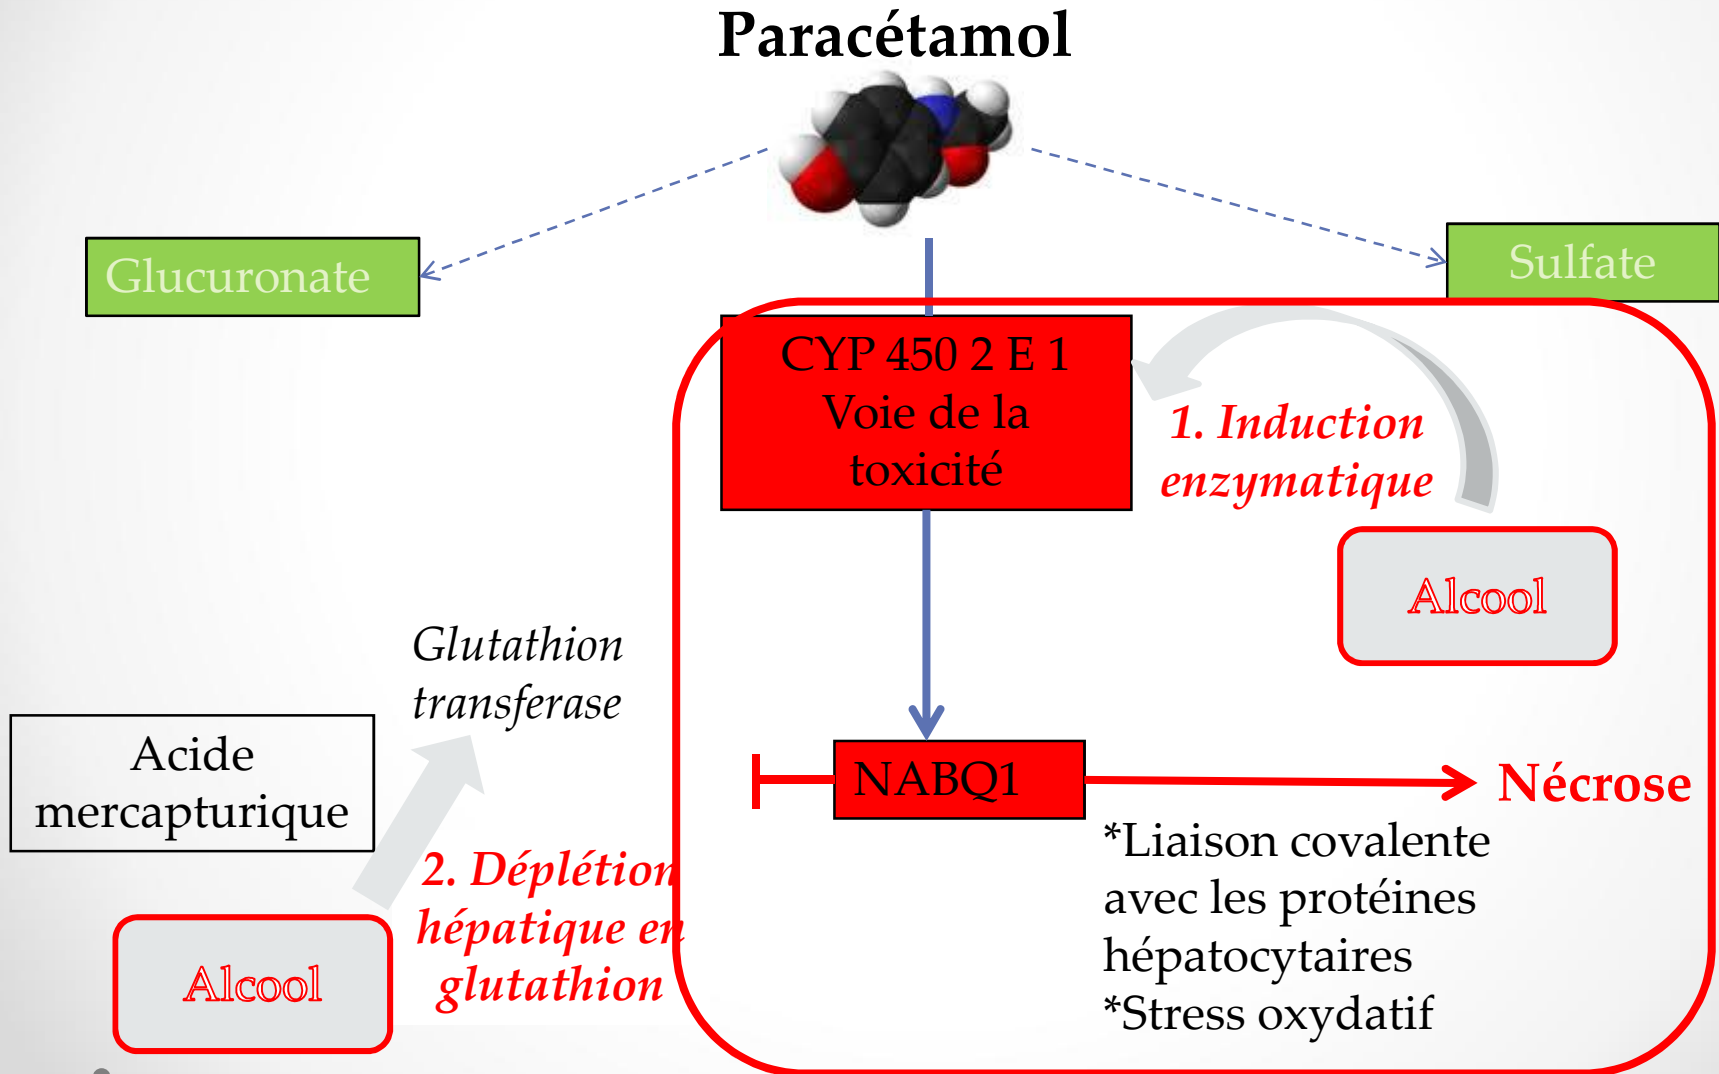 Paracétamol
Glucuronate
Sulfate
CYP 450 2 E 1
Voie de la
toxicité
1. Induction
enzymatique
Alcool
Glutathion
transferase
Acide
mercapturique
NABQ1
Nécrose
2. Déplétion
hépatique en
glutathion
Alcool
*Liaison covalente
avec les protéines
hépatocytaires
*Stress oxydatif